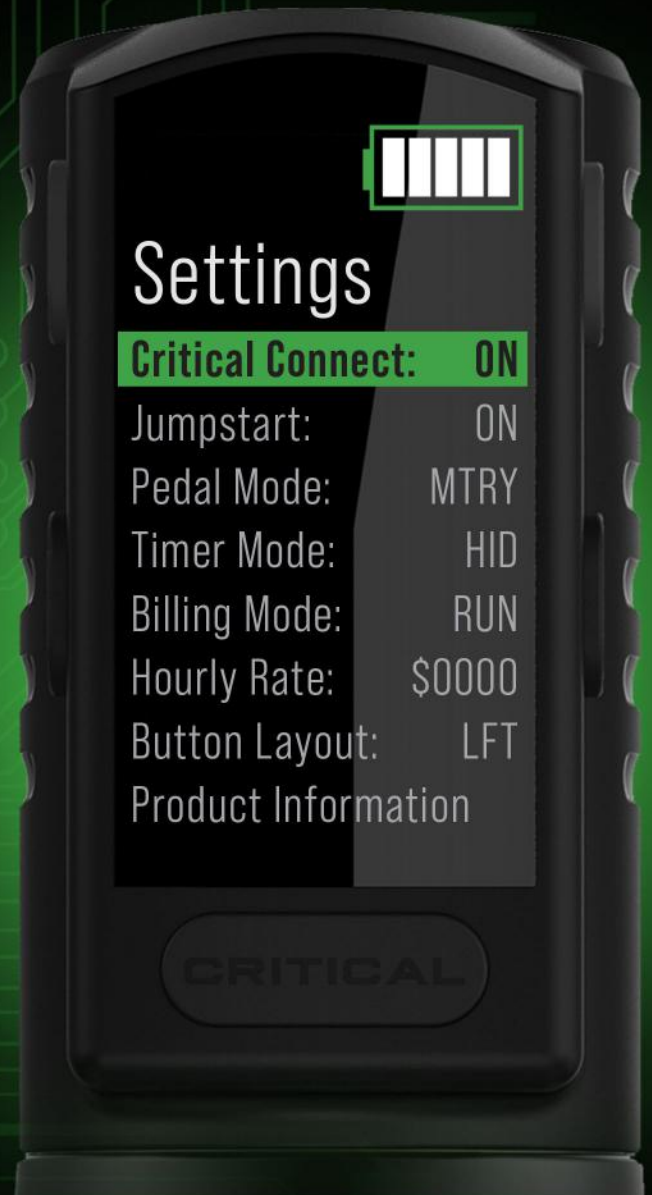 Settings
Critical Connect: ON
Jumpstart: ON
Pedal Mode: MTRY
Timer Mode: HID
Billing Mode: RUN
Hourly Rate: $0000
Button Layout: LFT
Product Information
CRITICAL